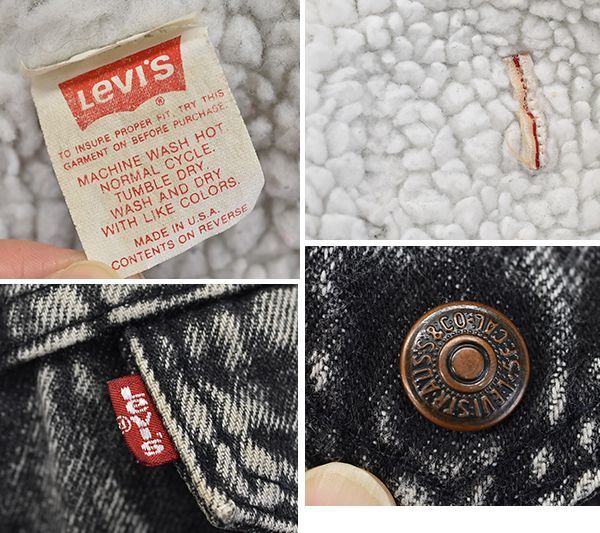 LEVI'S
®
TO INSURE PROPER FIT TRY THIS
GARMENT ON BEFORE PURCHASE.
MACHINE WASH HOT.
NORMAL CYCLE.
TUMBLE DRY.
WASH AND DRY
WITH LIKE COLORS.
MADE IN U.S.A.
CONTENTS ON REVERSE
LEVI'S
®
LEVI STRAUSS & CO. S.F. CAL.